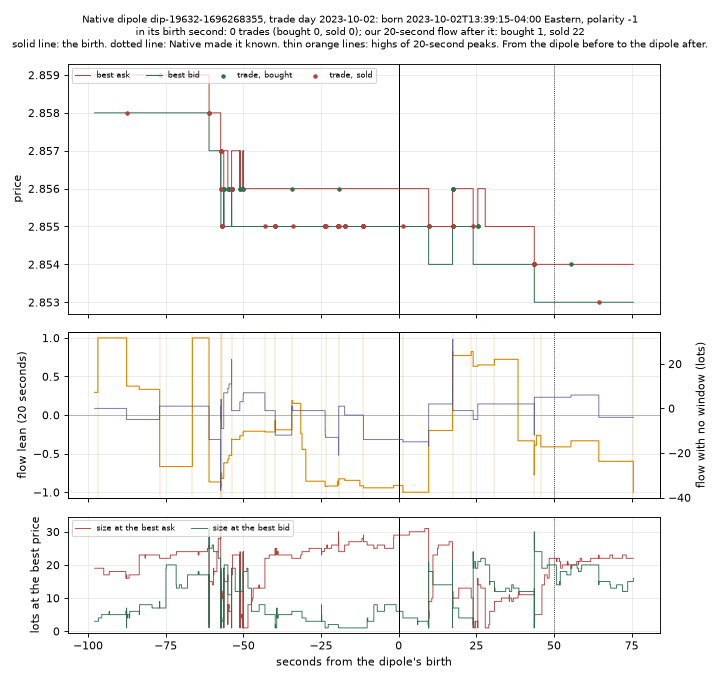 Native dipole dip-19632-1696268355, trade day 2023-10-02: born 2023-10-02T13:39:15-04:00 Eastern, polarity -1
in its birth second: 0 trades (bought 0, sold 0); our 20-second flow after it: bought 1, sold 22
solid line: the birth. dotted line: Native made it known. thin orange lines: highs of 20-second peaks. From the dipole before to the dipole after.
best ask
best bid
trade, bought
trade, sold
2.859
2.858
2.857
2.856
2.855
2.854
2.853
price
1.0
0.5
0.0
−0.5
−1.0
flow lean (20 seconds)
20
0
−20
−40
flow with no window (lots)
size at the best ask
size at the best bid
30
20
10
0
lots at the best price
−100
−75
−50
−25
0
25
50
75
seconds from the dipole's birth